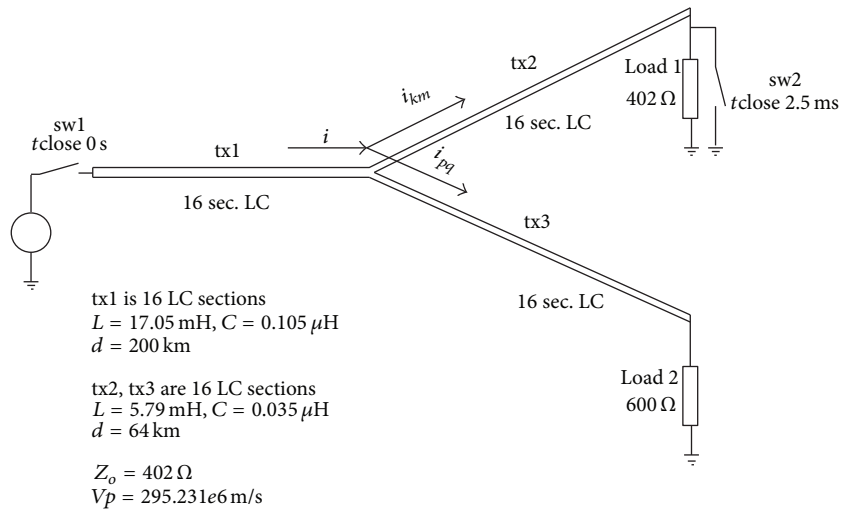 sw1
tclose 0 s
tx1
16 sec. LC
i
i_km
i_pq
tx2
16 sec. LC
Load 1
402 Ω
sw2
tclose 2.5 ms
tx3
16 sec. LC
Load 2
600 Ω
tx1 is 16 LC sections
L = 17.05 mH, C = 0.105 μH
d = 200 km
tx2, tx3 are 16 LC sections
L = 5.79 mH, C = 0.035 μH
d = 64 km
Z_o = 402 Ω
Vp = 295.231e6 m/s